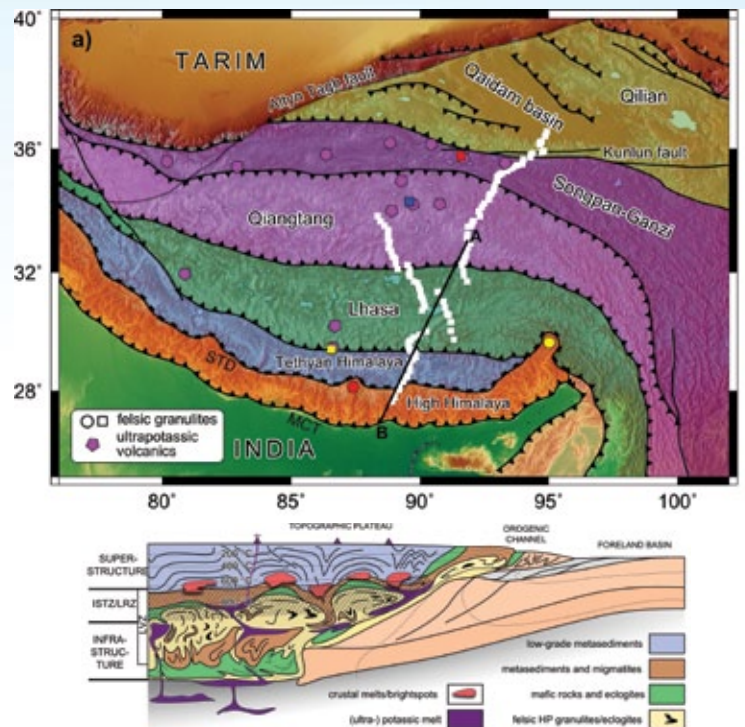 40°
a)
TARIM
Altyn Tagh fault
Qaidam basin
Qilian
36°
Kunlun fault
Songpan-Ganzi
Qiangtang
A
32°
Lhasa
Tethyan Himalaya
STD
28°
High Himalaya
MCT
B
INDIA
felsic granulites
ultrapotassic
volcanics
80° 85° 90° 95° 100°
TOPOGRAPHIC PLATEAU
OROGENIC
CHANNEL
FORELAND BASIN
SUPER-
STRUCTURE
ISTZ/LRZ
LVZ
INFRA-
STRUC-
TURE
low-grade metasediments
metasediments and migmatites
crustal melts/brightspots
mafic rocks and eclogites
(ultra-) potassic melt
felsic HP granulites/eclogites